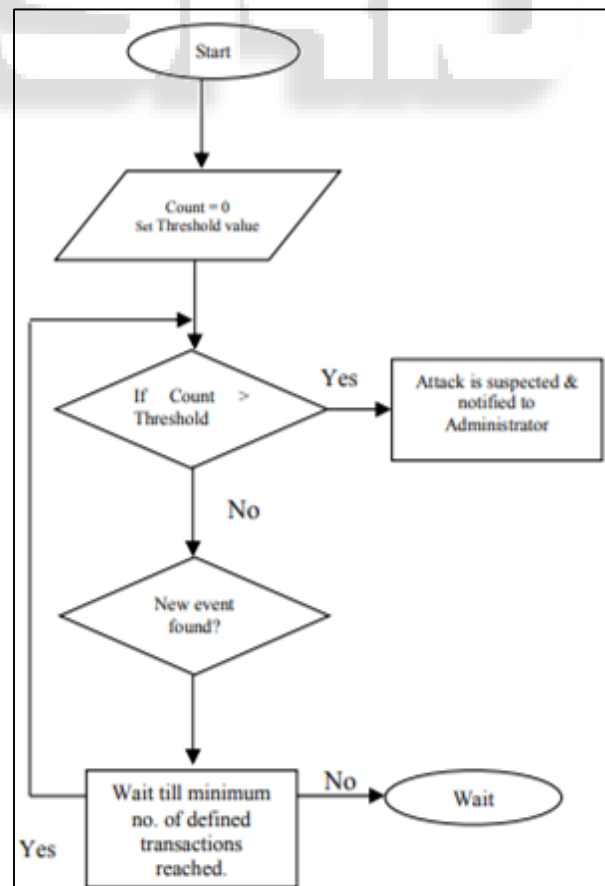 Start
Count = 0
Set Threshold value
If Count >
Threshold
Yes
Attack is suspected &
notified to
Administrator
No
New event
found?
Wait till minimum
no. of defined
transactions
reached.
No
Wait
Yes